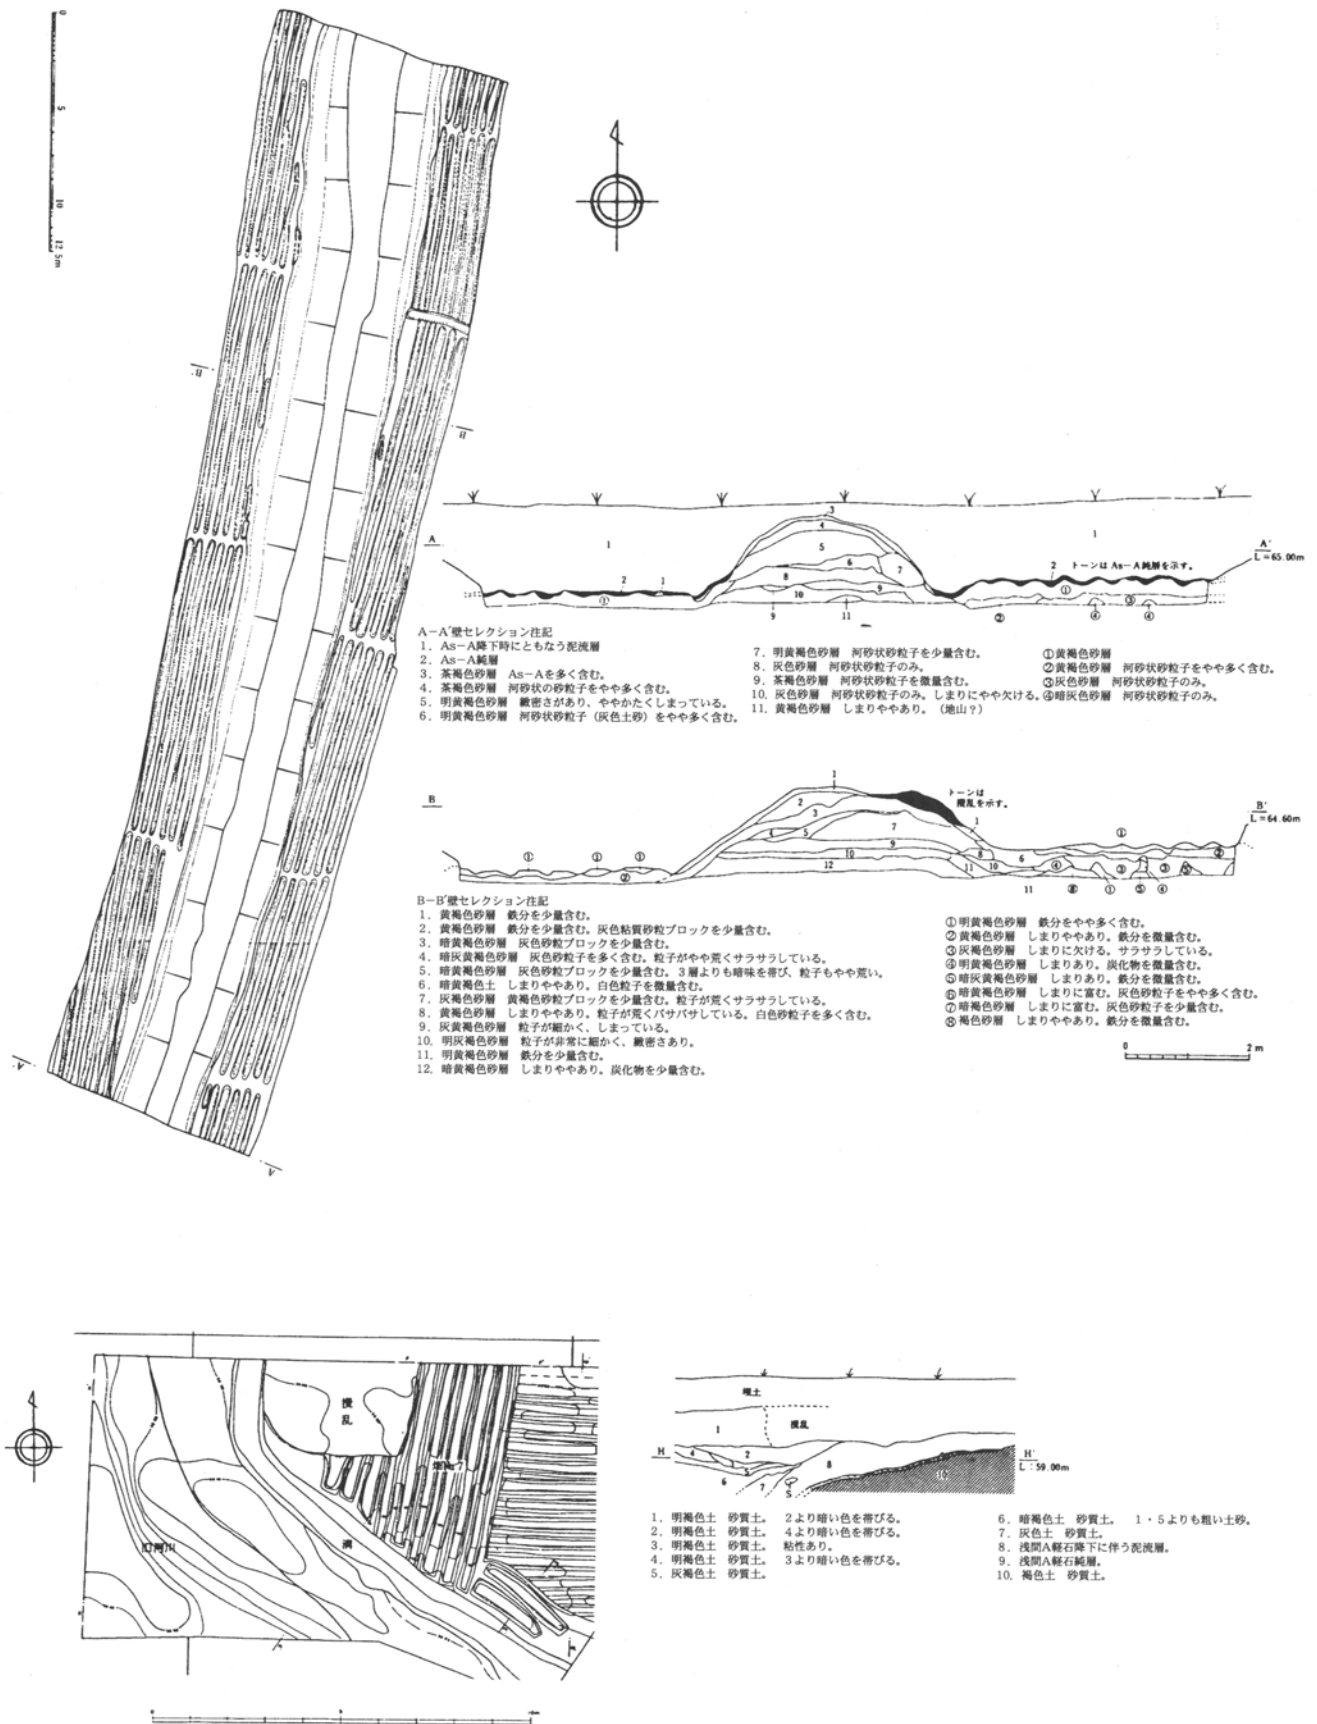 0
5
10
12.5m
B'
B
A
A'
L=65.00m
トーンは As-A 純層を示す。
A-A'壁セレクション注記
1. As-A降下時にともなう泥流層
2. As-A純層
3. 茶褐色砂層 As-Aを多く含む。
4. 茶褐色砂層 河砂状の砂粒子をやや多く含む。
5. 明黄褐色砂層 緻密さがあり、ややかたくしまっている。
6. 明黄褐色砂層 河砂状砂粒子(灰色土砂)をやや多く含む。
7. 明黄褐色砂層 河砂状砂粒子を少量含む。
8. 灰色砂層 河砂状砂粒子のみ。
9. 茶褐色砂層 河砂状砂粒子を微量含む。
10. 灰色砂層 河砂状砂粒子のみ。しまりにやや欠ける。
11. 黄褐色砂層 しまりややあり。(地山?)
①黄褐色砂層
②黄褐色砂層 河砂状砂粒子をやや多く含む。
③灰色砂層 河砂状砂粒子のみ。
④暗灰色砂層 河砂状砂粒子のみ。
B
トーンは
攪乱を示す。
B'
L=64.60m
B-B'壁セレクション注記
1. 黄褐色砂層 鉄分を少量含む。
2. 黄褐色砂層 鉄分を少量含む。灰色粘質砂粒ブロックを少量含む。
3. 暗黄褐色砂層 灰色砂粒ブロックを少量含む。
4. 暗灰黄褐色砂層 灰色砂粒子を多く含む。粒子がやや荒くサラサラしている。
5. 暗黄褐色砂層 灰色砂粒ブロックを少量含む。3層よりも暗味を帯び、粒子もやや荒い。
6. 暗黄褐色土 しまりややあり。白色粒子を微量含む。
7. 灰褐色砂層 黄褐色砂粒ブロックを少量含む。粒子が荒くサラサラしている。
8. 黄褐色砂層 しまりややあり。粒子が荒くバサバサしている。白色砂粒子を多く含む。
9. 灰黄褐色砂層 粒子が細かく、しまっている。
10. 明灰褐色砂層 粒子が非常に細かく、緻密さあり。
11. 明黄褐色砂層 鉄分を少量含む。
12. 暗黄褐色砂層 しまりややあり。炭化物を少量含む。
①明黄褐色砂層 鉄分をやや多く含む。
②黄褐色砂層 しまりややあり。鉄分を微量含む。
③灰褐色砂層 しまりに欠ける。サラサラしている。
④明黄褐色砂層 しまりあり。炭化物を微量含む。
⑤暗灰黄褐色砂層 しまりあり。鉄分を微量含む。
⑥暗黄褐色砂層 しまりに富む。灰色砂粒子をやや多く含む。
⑦暗褐色砂層 しまりに富む。灰色砂粒子を少量含む。
⑧褐色砂層 しまりややあり。鉄分を微量含む。
0 2m
攪乱
溝
旧河川
耕土
攪乱
H
H'
L:59.00m
1. 明褐色土 砂質土。 2より暗い色を帯びる。
2. 明褐色土 砂質土。 4より暗い色を帯びる。
3. 明褐色土 砂質土。 粘性あり。
4. 明褐色土 砂質土。 3より暗い色を帯びる。
5. 灰褐色土 砂質土。
6. 暗褐色土 砂質土。 1・5よりも粗い土砂。
7. 灰色土 砂質土。
8. 浅間A軽石降下に伴う泥流層。
9. 浅間A軽石純層。
10. 褐色土 砂質土。